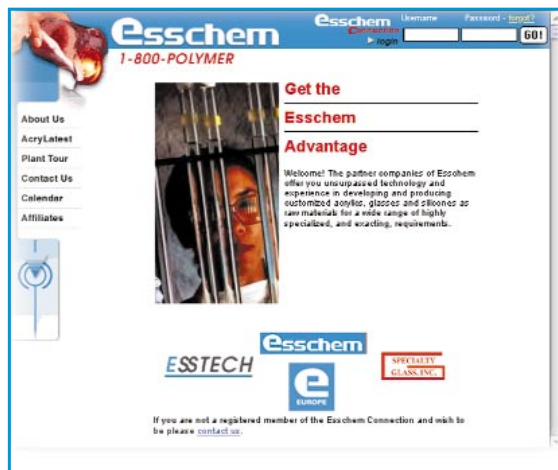 Esschem
1-800-POLYMER
Esschem
Connection
login
Username
Password - forgot?
GO!
About Us
AcryLatest
Plant Tour
Contact Us
Calendar
Affiliates
Get the
Esschem
Advantage
Welcome! The partner companies of Esschem
offer you unsurpassed technology and
experience in developing and producing
customized acrylics, glasses and silicones as
raw materials for a wide range of highly
specialized, and exacting, requirements.
ESSTECH
Esschem
e
EUROPE
SPECIALTY
GLASS, INC.
If you are not a registered member of the Esschem Connection and wish to
be please contact us.